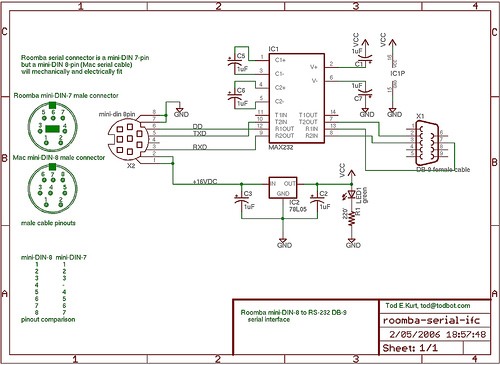 1 2 3 4
C
C
B
B
A
A
1 2 3 4
Roomba serial connector is a mini-DIN 7-pin
but a mini-DIN 8-pin (Mac serial cable)
will mechanically and electrically fit
Roomba mini-DIN-7 male connector
Mac mini-DIN-8 male connector
male cable pinouts
mini-din 8pin
X2
DD
TXD
RXD
GND
+16VDC
C5
1uF
C6
1uF
IC1
C1+
C1-
C2+
C2-
T1IN
T2IN
R1OUT
R2OUT
V+
V-
T1OUT
T2OUT
R1IN
R2IN
MAX232
VCC
1uF
C1
1uF
C7
GND
VCC
IC1P
GND
X1
DB-9 female cable
C3
1uF
IN OUT
GND
IC2
78L05
C2
1uF
GND
VCC
LED1
green
R1
220
GND
mini-DIN-8 mini-DIN-7
1 1
2 2
3 3
4 -
5 4
6 5
7 6
8 7
pinout comparison
Roomba mini-DIN-8 to RS-232 DB-9
serial interface
Tod E.Kurt, tod@todbot.com
roomba-serial-ifc
2/05/2006 18:57:48
Sheet: 1/1